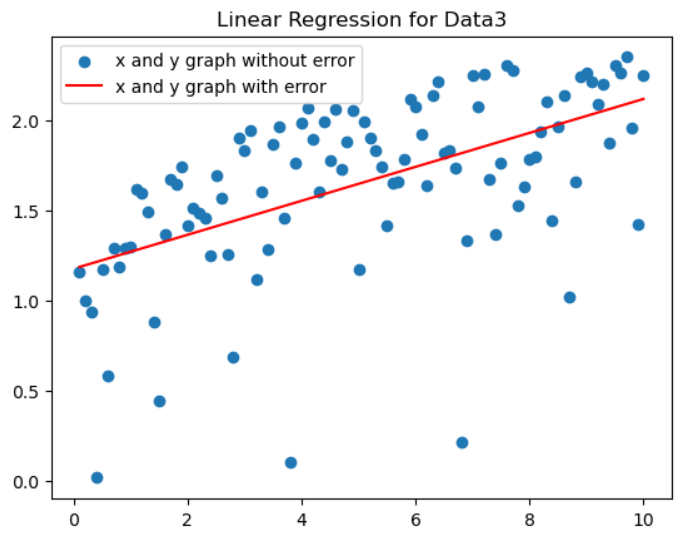 Linear Regression for Data3
x and y graph without error
x and y graph with error
2.0
1.5
1.0
0.5
0.0
0 2 4 6 8 10